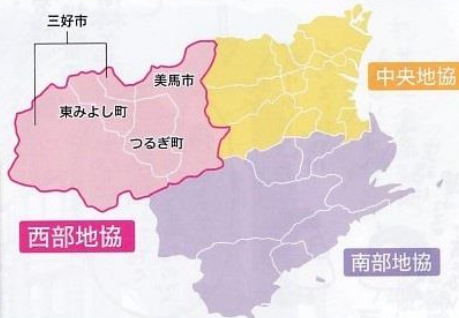 三好市
美馬市
中央地協
東みよし町
つるぎ町
西部地協
南部地協